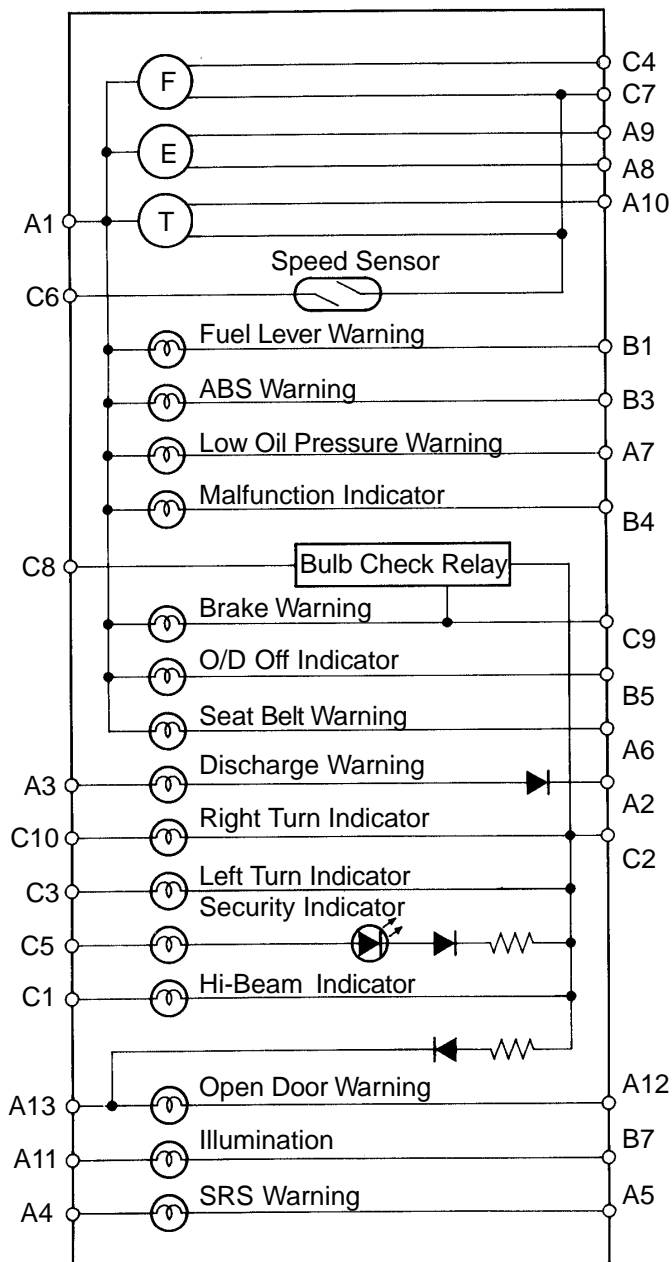 F
C4
C7
E
A9
A8
T
A10
A1
Speed Sensor
C6
Fuel Lever Warning
B1
ABS Warning
B3
Low Oil Pressure Warning
A7
Malfunction Indicator
B4
C8
Bulb Check Relay
Brake Warning
C9
O/D Off Indicator
B5
Seat Belt Warning
A6
Discharge Warning
A3
A2
Right Turn Indicator
C10
C2
Left Turn Indicator
C3
Security Indicator
C5
Hi-Beam Indicator
C1
Open Door Warning
A12
A13
Illumination
B7
A11
SRS Warning
A5
A4